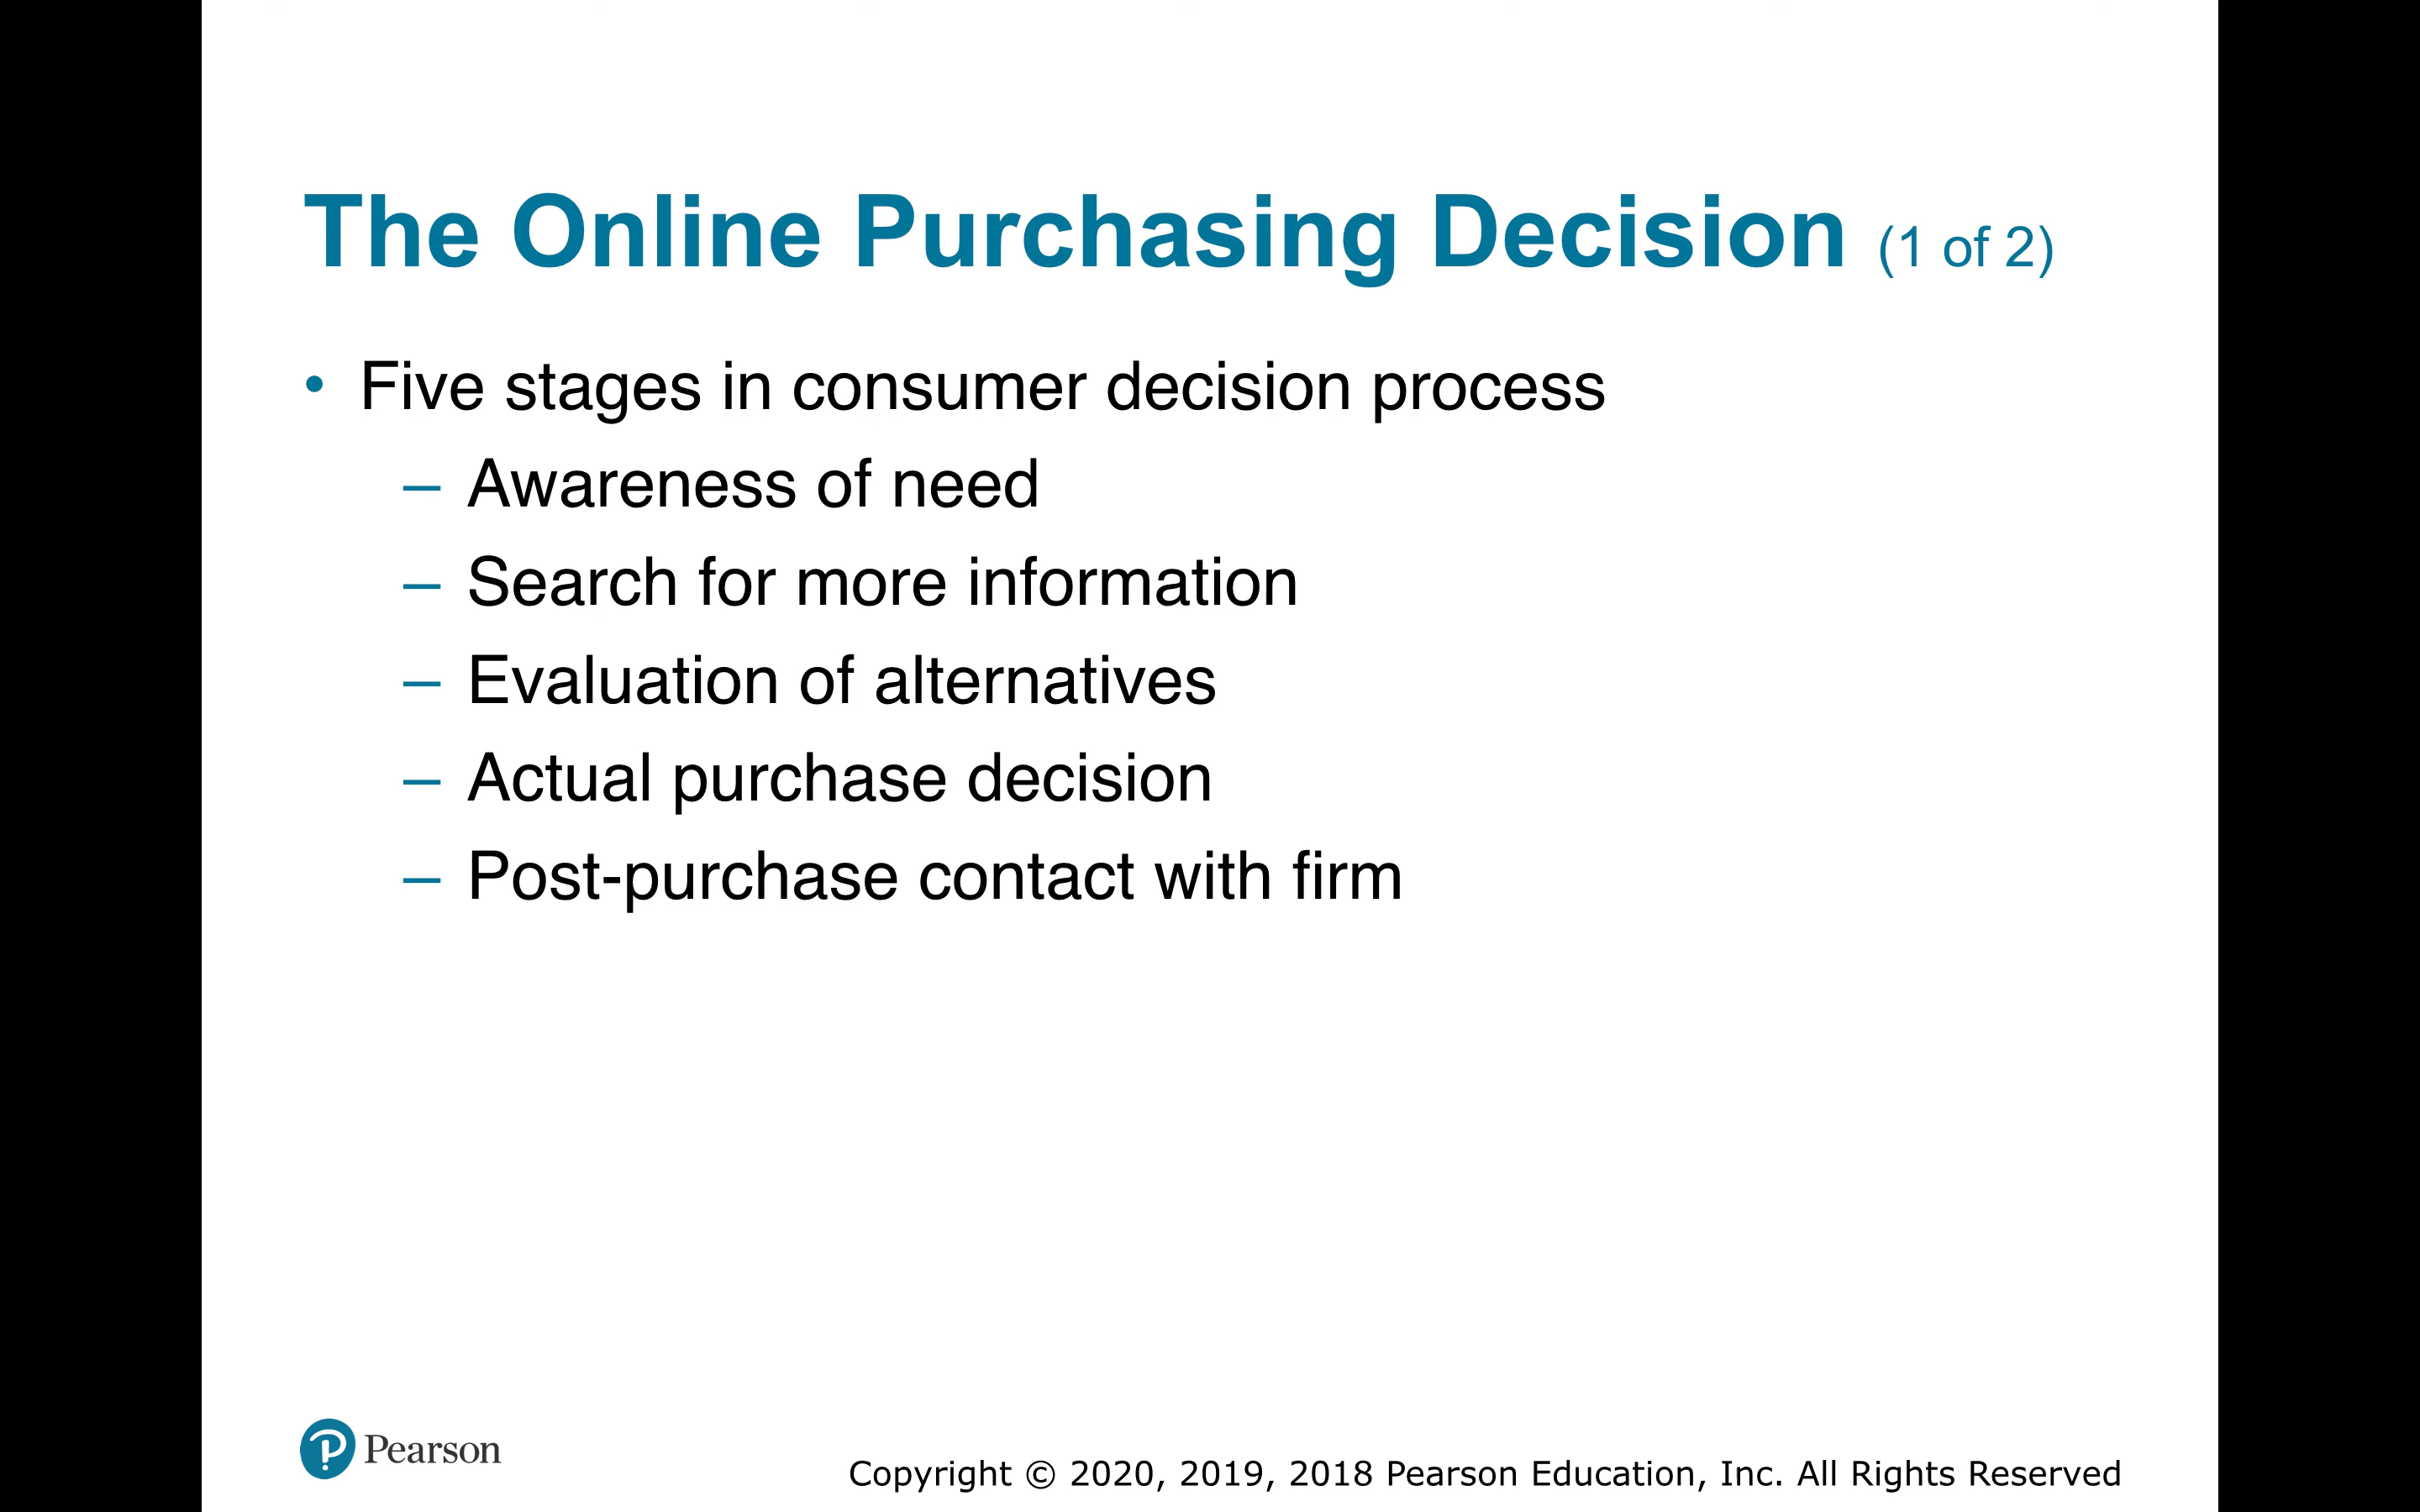 The Online Purchasing Decision (1 of 2)
• Five stages in consumer decision process
– Awareness of need
– Search for more information
– Evaluation of alternatives
– Actual purchase decision
– Post-purchase contact with firm
Pearson
Copyright © 2020, 2019, 2018 Pearson Education, Inc. All Rights Reserved